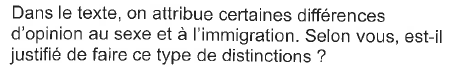 Dans le texte, on attribue certaines différences
d'opinion au sexe et à l'immigration. Selon vous, est-il
justifié de faire ce type de distinctions ?